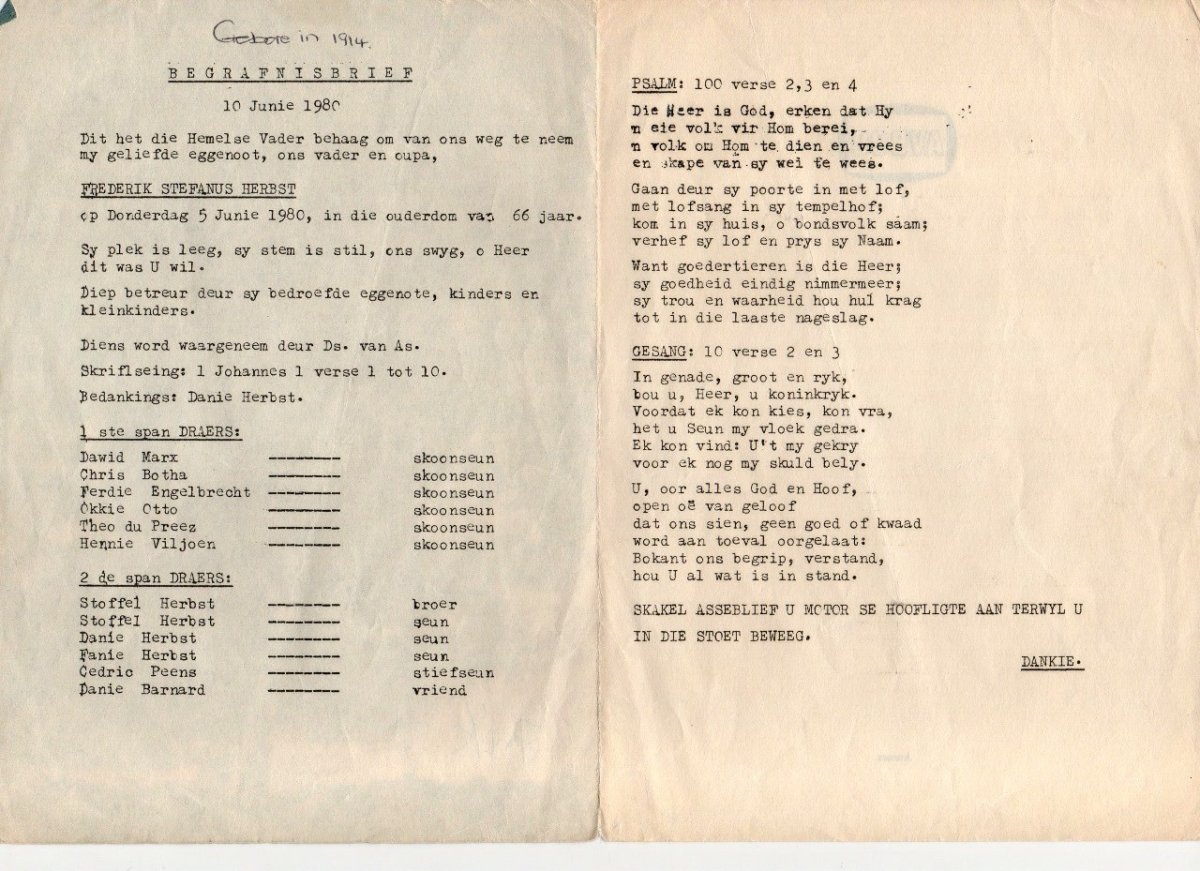 Gebore in 1914.
BEGRAFNISBRIEF
10 Junie 1980
Dit het die Hemelse Vader behaag om van ons weg te neem
my geliefde eggenoot, ons vader en oupa,
FREDERIK STEFANUS HERBST
op Donderdag 5 Junie 1980, in die ouderdom van 66 jaar.
Sy plek is leeg, sy stem is stil, ons swyg, o Heer
dit was U wil.
Diep betreur deur sy bedroefde eggenote, kinders en
kleinkinders.
Diens word waargeneem deur Ds. van As.
Skriflseing: 1 Johannes 1 verse 1 tot 10.
Bedankings: Danie Herbst.
1 ste span DRAERS:
Dawid Marx -------- skoonseun
Chris Botha -------- skoonseun
Ferdie Engelbrecht -------- skoonseun
Okkie Otto -------- skoonseun
Theo du Preez -------- skoonseun
Hennie Viljoen -------- skoonseun
2 de span DRAERS:
Stoffel Herbst -------- broer
Stoffel Herbst -------- seun
Danie Herbst -------- seun
Fanie Herbst -------- seun
Cedric Peens -------- stiefseun
Danie Barnard -------- vriend
PSALM: 100 verse 2,3 en 4
Die Heer is God, erken dat Hy
'n eie volk vir Hom berei,
'n volk om Hom te dien en vrees
en skape van sy wei te wees.
Gaan deur sy poorte in met lof,
met lofsang in sy tempelhof;
kom in sy huis, o bondsvolk saam;
verhef sy lof en prys sy Naam.
Want goedertieren is die Heer;
sy goedheid eindig nimmermeer;
sy trou en waarheid hou hul krag
tot in die laaste nageslag.
GESANG: 10 verse 2 en 3
In genade, groot en ryk,
bou u, Heer, u koninkryk.
Voordat ek kon kies, kon vra,
het u Seun my vloek gedra.
Ek kon vind: U't my gekry
voor ek nog my skuld bely.
U, oor alles God en Hoof,
open oë van geloof
dat ons sien, geen goed of kwaad
word aan toeval oorgelaat:
Bokant ons begrip, verstand,
hou U al wat is in stand.
SKAKEL ASSEBLIEF U MOTOR SE HOOFLIGTE AAN TERWYL U
IN DIE STOET BEWEEG.
DANKIE.